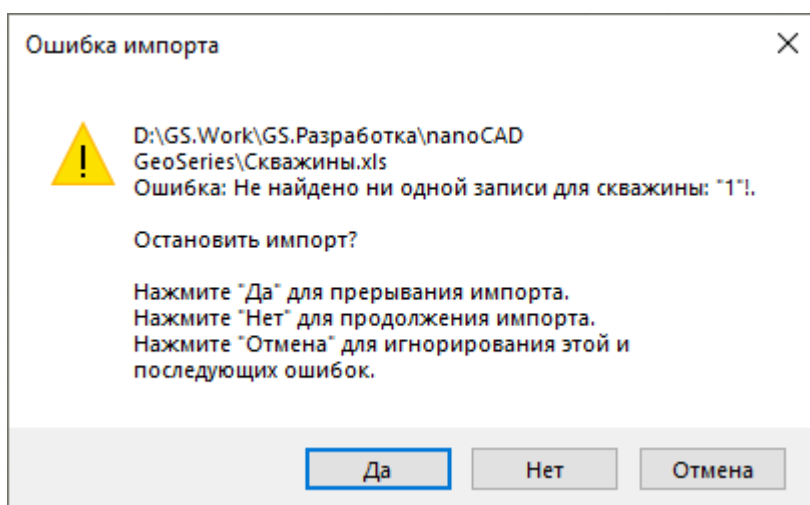 Ошибка импорта
D:\GS.Work\GS.Разработка\nanoCAD
GeoSeries\Скважины.xls
Ошибка: Не найдено ни одной записи для скважины: "1"!.
Остановить импорт?
Нажмите "Да" для прерывания импорта.
Нажмите "Нет" для продолжения импорта.
Нажмите "Отмена" для игнорирования этой и
последующих ошибок.
Да Нет Отмена